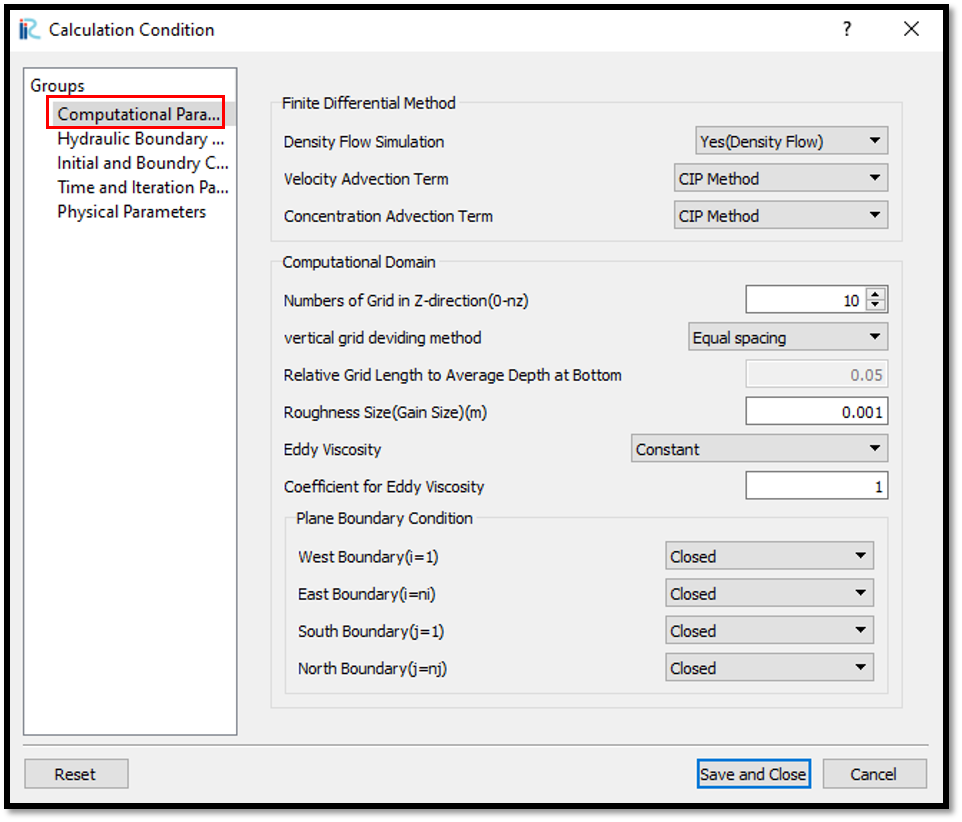 iRC Calculation Condition ?
Groups
Computational Para...
Hydraulic Boundary ...
Initial and Boundry C...
Time and Iteration Pa...
Physical Parameters
Finite Differential Method
Density Flow Simulation Yes(Density Flow)
Velocity Advection Term CIP Method
Concentration Advection Term CIP Method
Computational Domain
Numbers of Grid in Z-direction(0-nz) 10
vertical grid deviding method Equal spacing
Relative Grid Length to Average Depth at Bottom 0.05
Roughness Size(Gain Size)(m) 0.001
Eddy Viscosity Constant
Coefficient for Eddy Viscosity 1
Plane Boundary Condition
West Boundary(i=1) Closed
East Boundary(i=ni) Closed
South Boundary(j=1) Closed
North Boundary(j=nj) Closed
Reset Save and Close Cancel